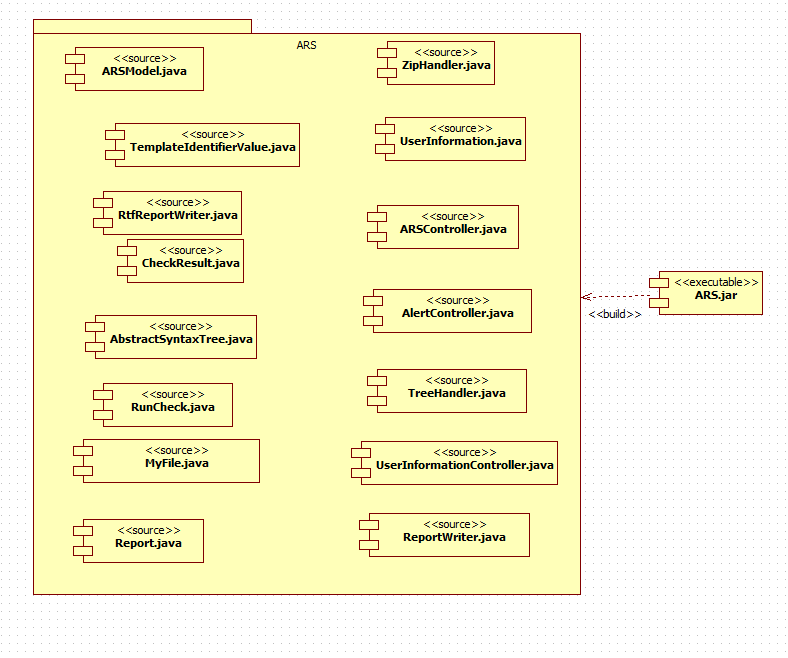 ARS
<<source>>
ARSModel.java
<<source>>
ZipHandler.java
<<source>>
TemplateIdentifierValue.java
<<source>>
UserInformation.java
<<source>>
RtfReportWriter.java
<<source>>
ARSController.java
<<source>>
CheckResult.java
<<executable>>
ARS.jar
<<build>>
<<source>>
AlertController.java
<<source>>
AbstractSyntaxTree.java
<<source>>
TreeHandler.java
<<source>>
RunCheck.java
<<source>>
MyFile.java
<<source>>
UserInformationController.java
<<source>>
Report.java
<<source>>
ReportWriter.java